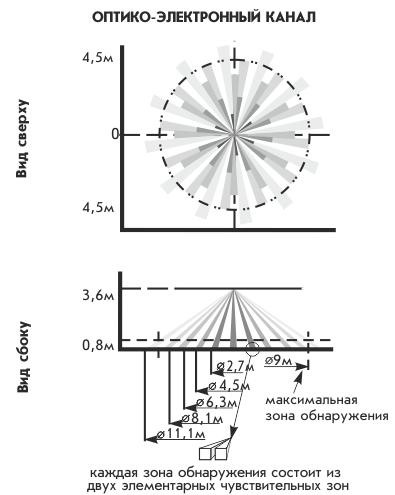 ОПТИКО-ЭЛЕКТРОННЫЙ КАНАЛ
Вид сверху
4,5м
0
4,5м
Вид сбоку
3,6м
0,8м
⌀2,7м
⌀9м
⌀4,5м
⌀6,3м
⌀8,1м
⌀11,1м
максимальная
зона обнаружения
каждая зона обнаружения состоит из
двух элементарных чувствительных зон